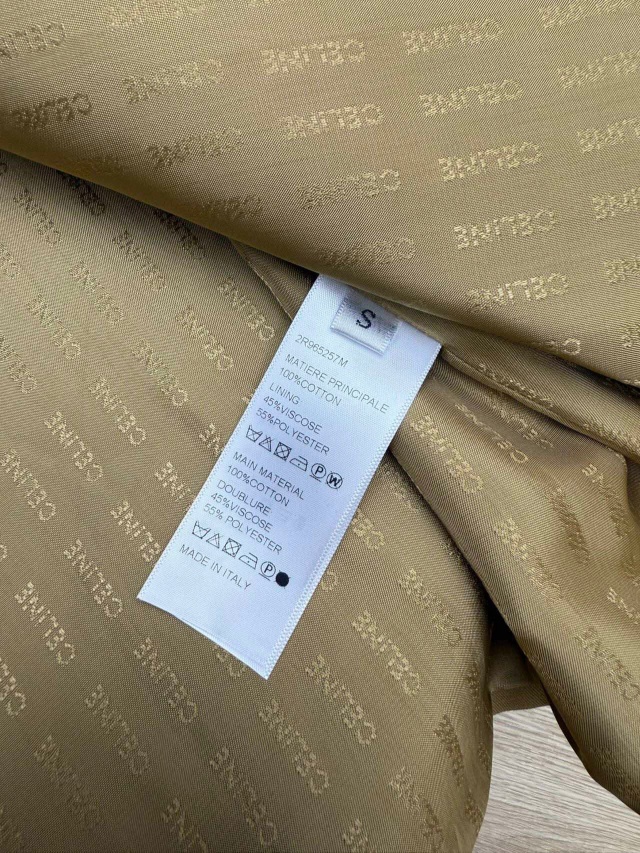 S
2R965257M
MATIERE PRINCIPALE
100%COTTON
LINING
45%VISCOSE
55%POLYESTER
P W
MAIN MATERIAL
100%COTTON
DOUBLURE
45%VISCOSE
55% POLYESTER
P
MADE IN ITALY
CELINE